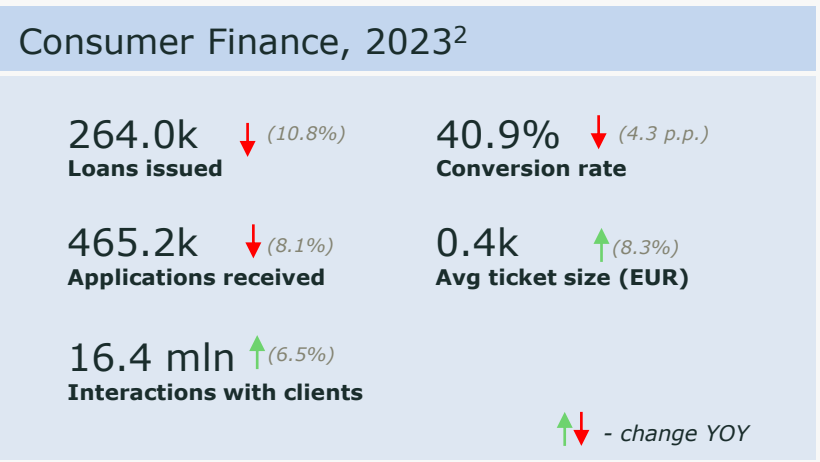 Consumer Finance, 2023²
264.0k (10.8%)
Loans issued
40.9% (4.3 p.p.)
Conversion rate
465.2k (8.1%)
Applications received
0.4k (8.3%)
Avg ticket size (EUR)
16.4 mln (6.5%)
Interactions with clients
- change YOY